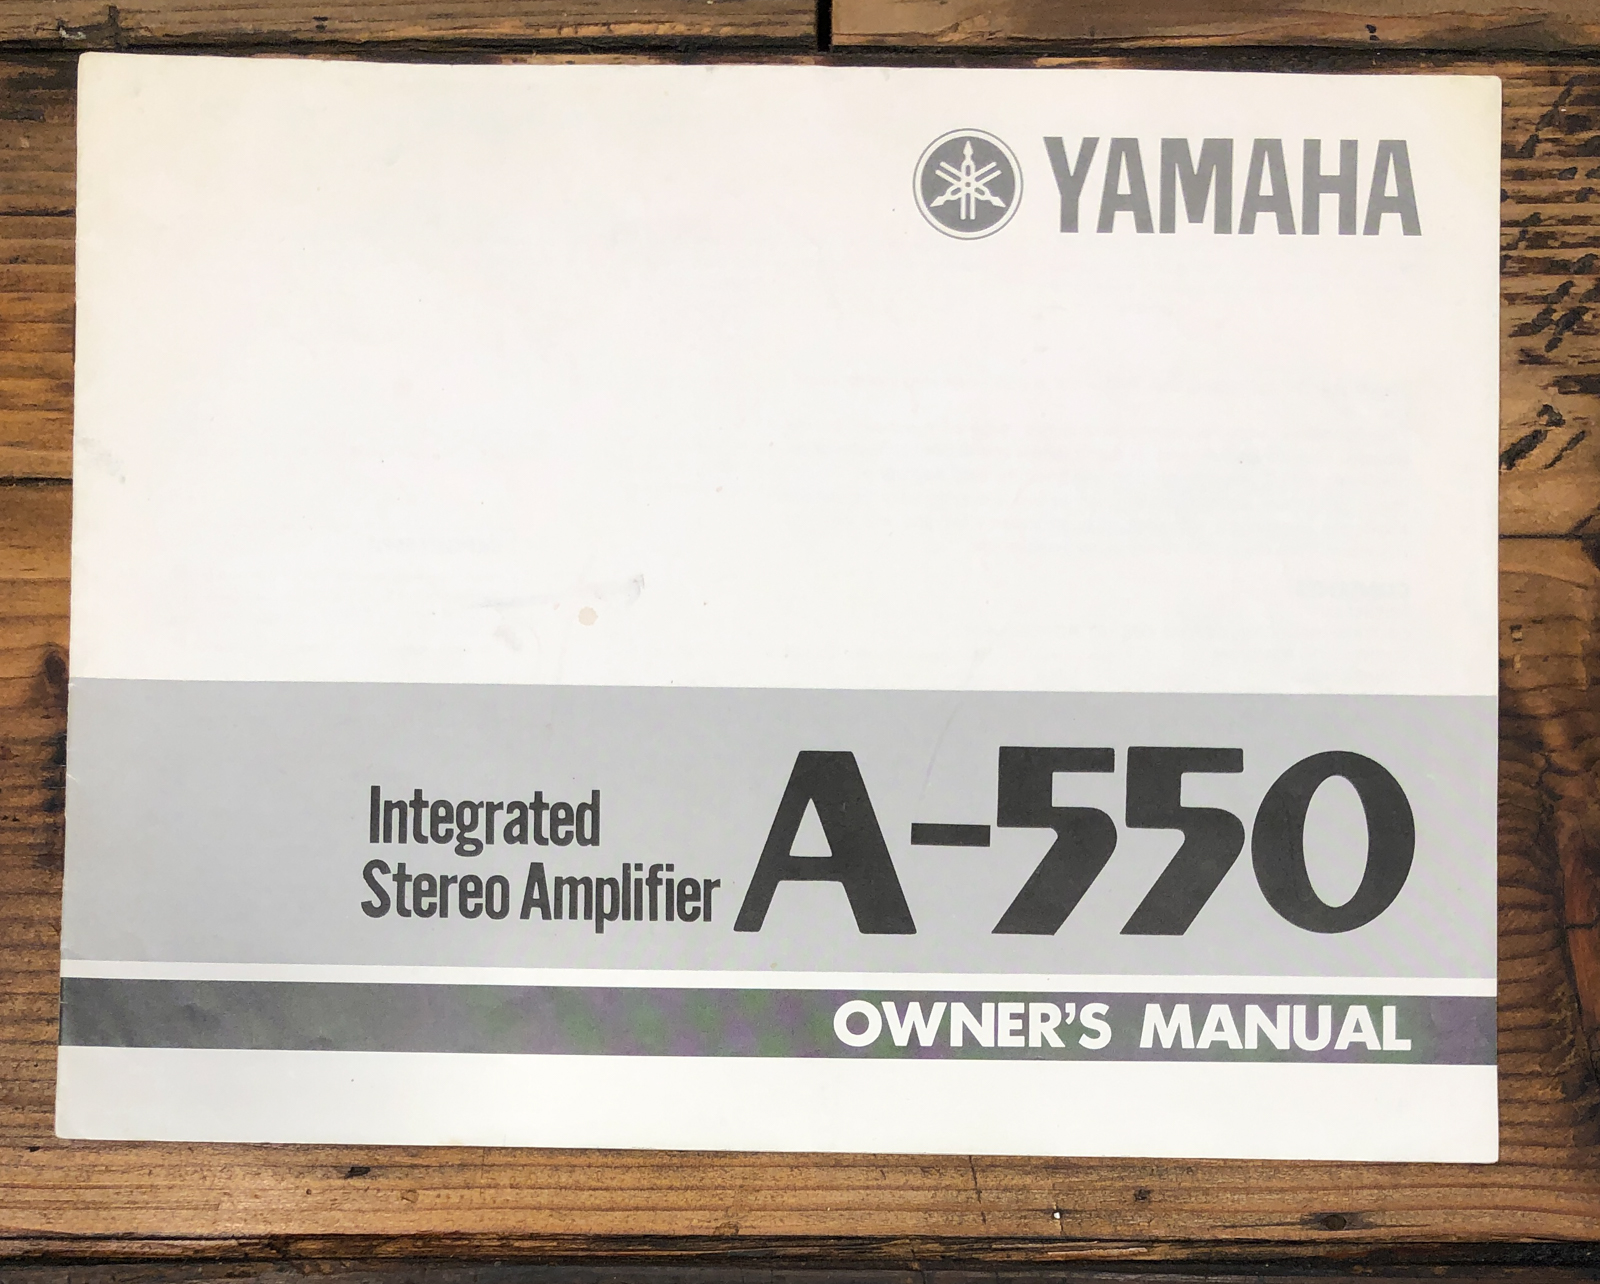 YAMAHA
Integrated
Stereo Amplifier
A-550
OWNER'S MANUAL